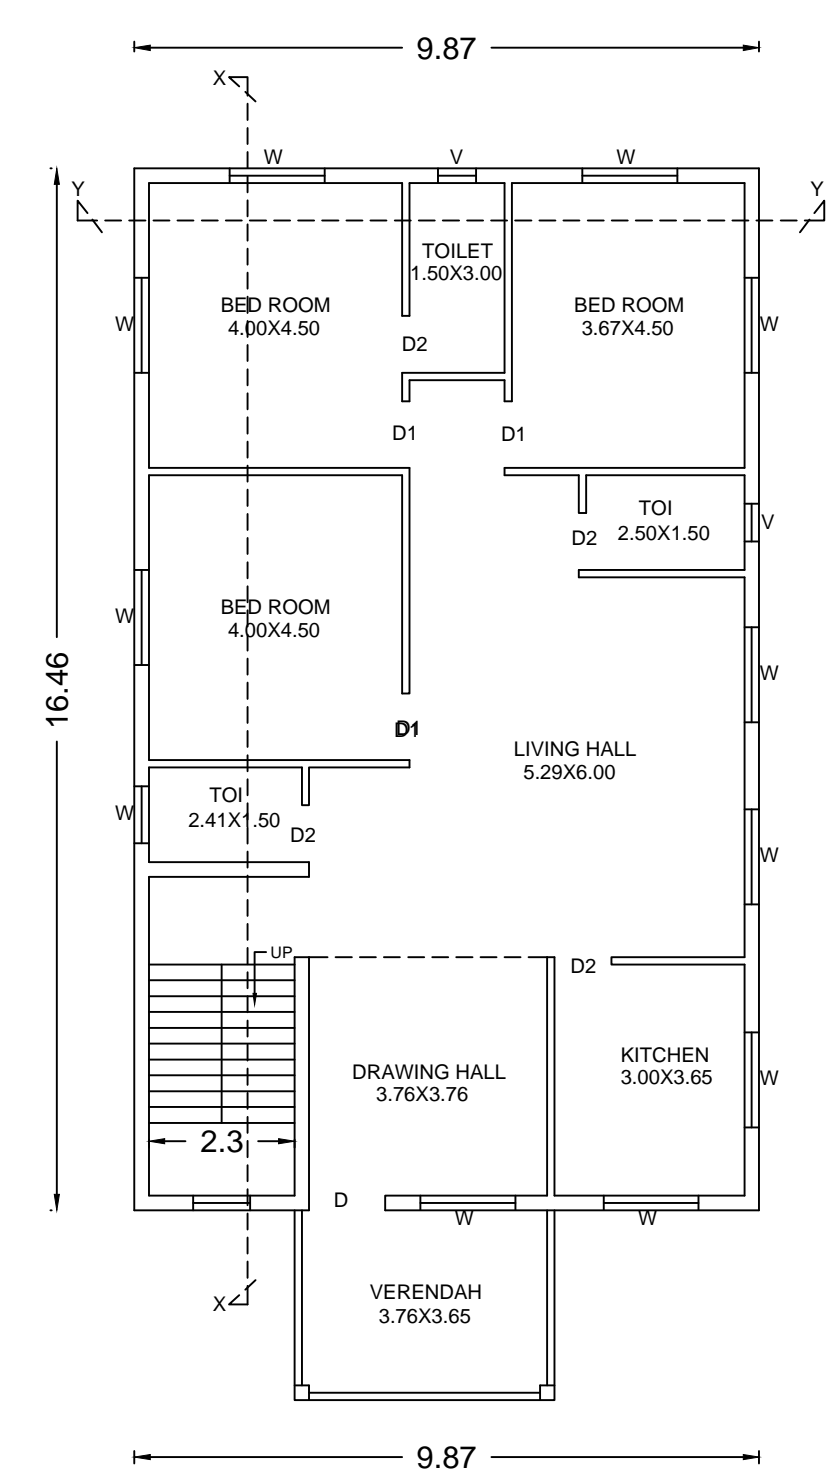 9.87
X
W
V
W
Y
Y
TOILET
1.50X3.00
BED ROOM
4.00X4.50
BED ROOM
3.67X4.50
W
W
D2
D1
D1
TOI
2.50X1.50
V
D2
BED ROOM
4.00X4.50
W
W
16.46
D1
D1
LIVING HALL
5.29X6.00
TOI
2.41X1.50
W
D2
W
UP
D2
DRAWING HALL
3.76X3.76
KITCHEN
3.00X3.65
W
2.3
D
W
W
VERENDAH
3.76X3.65
X
9.87